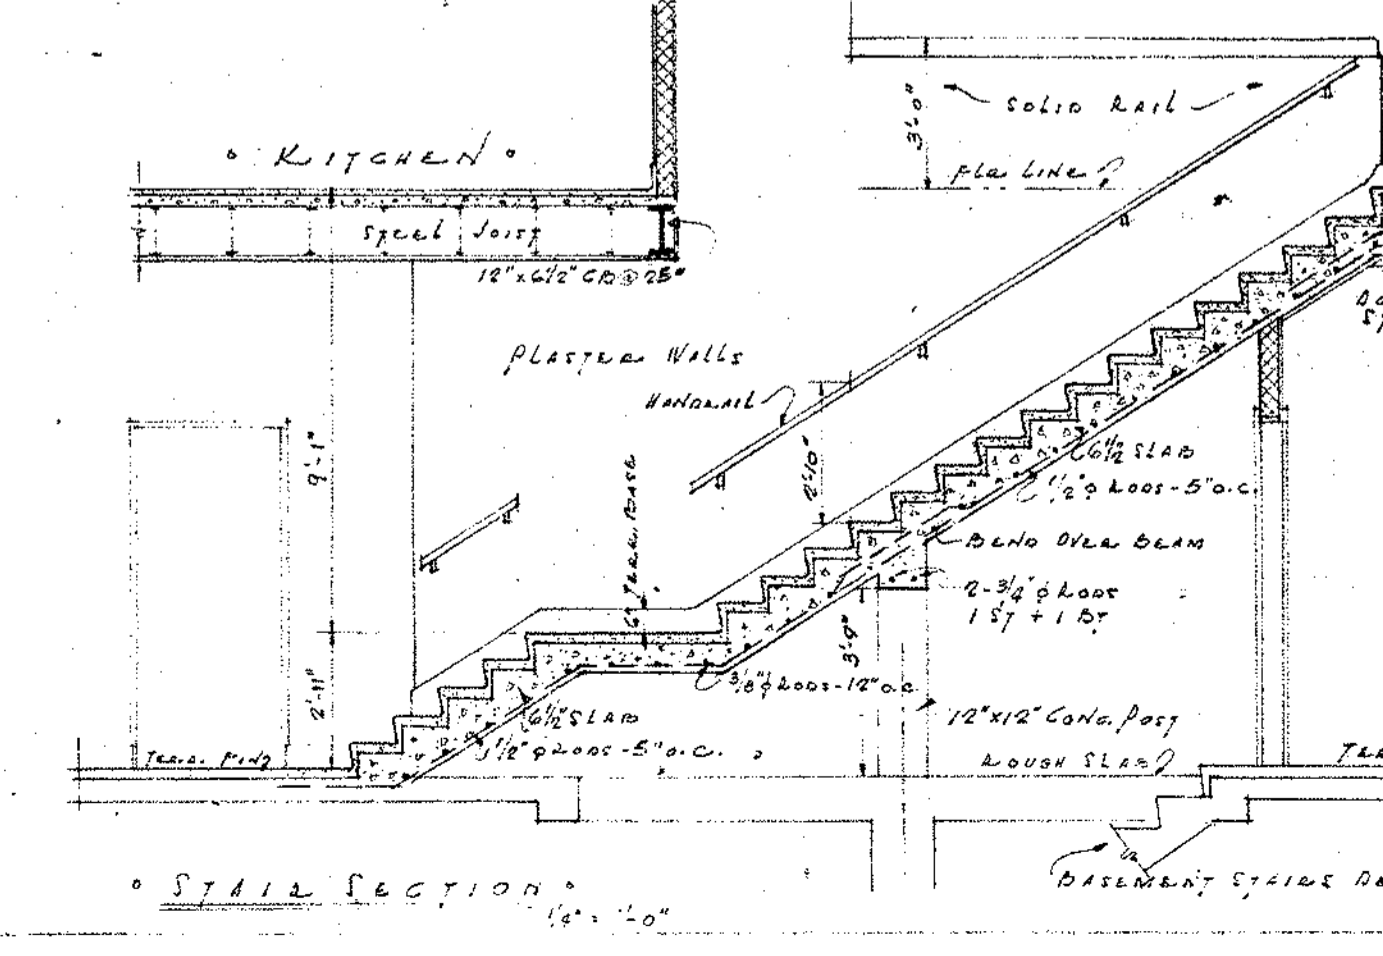 SOLID RAIL
3'-0"
° KITCHEN °
FLR LINE
STEEL JOIST
12"x6½" CB @ 25#
PLASTER WALLS
HANDRAIL
9'-1"
2'-10"
6½ SLAB
½"φ RODS - 5" o.c.
6" TERR. BASE
BEND OVER BEAM
2-¾"φ RODS
1 ST + 1 BT
3'-9"
⅜"φ RODS - 12" o.c.
2'-11"
6½" SLAB
½"φ RODS - 5" o.c.
12"x12" CONC. POST
ROUGH SLAB
TER
BASEMENT STAIRS
° STAIR SECTION °
¼" = 1'-0"